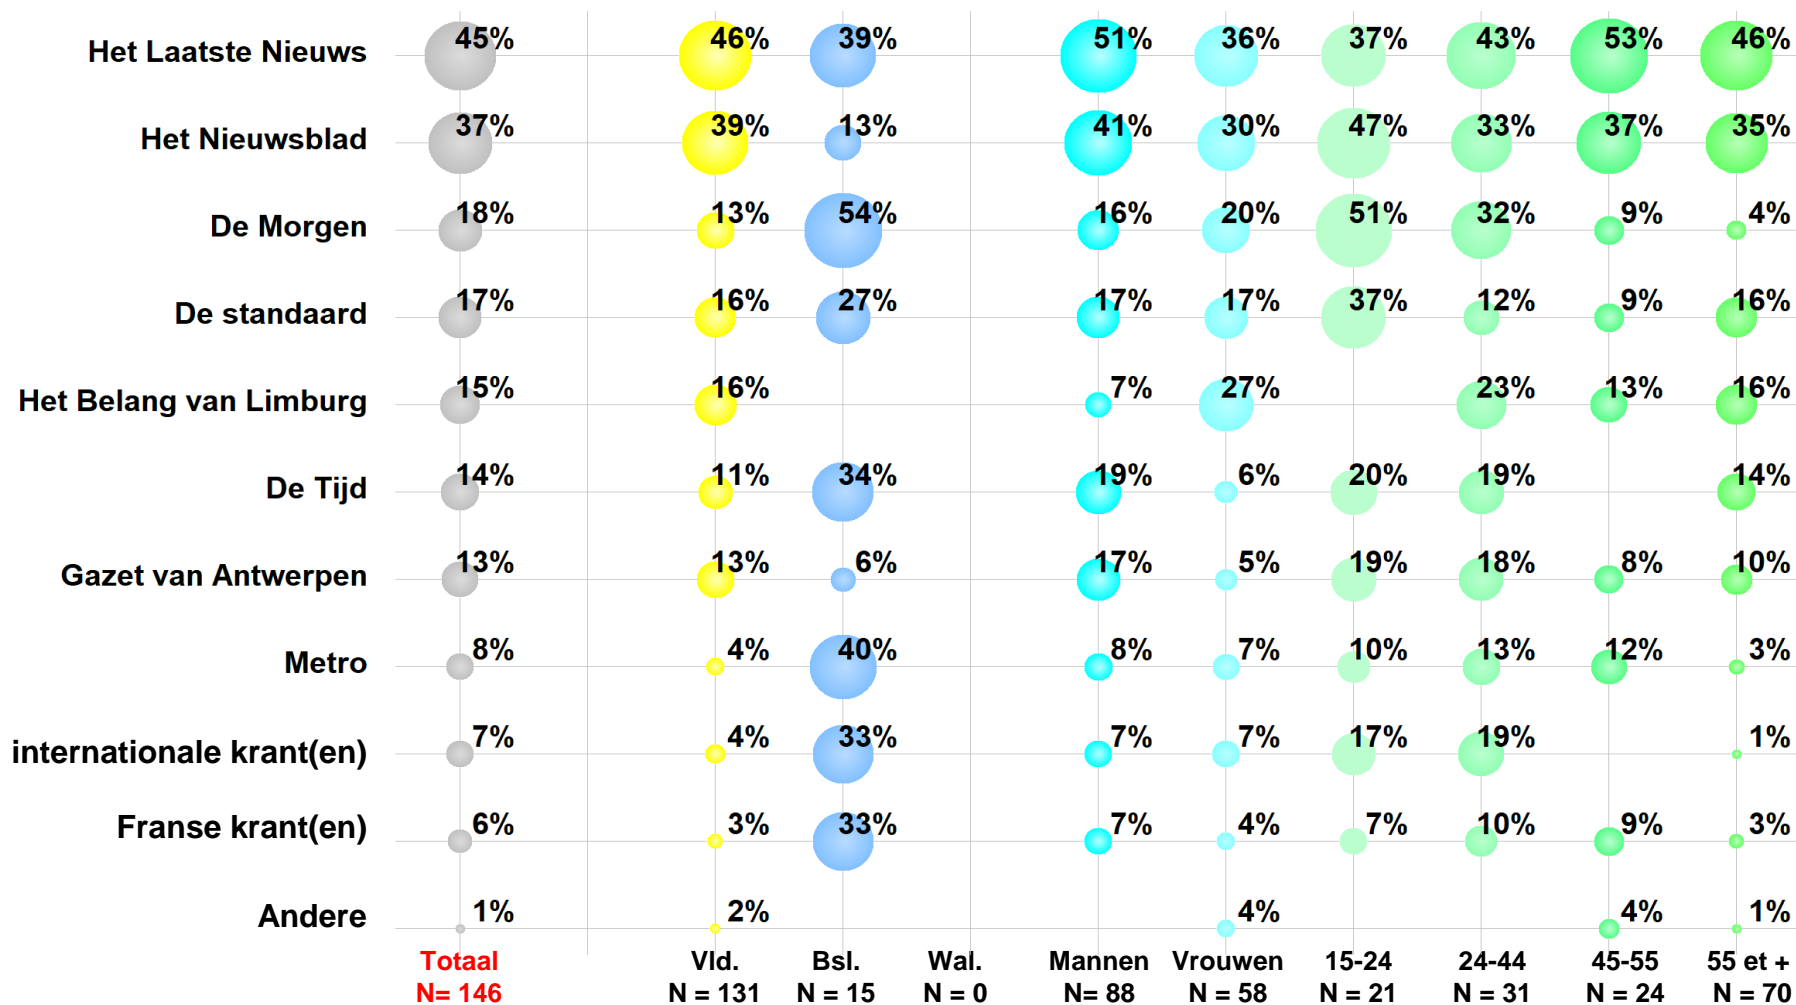 Het Laatste Nieuws 45% 46% 39% 51% 36% 37% 43% 53% 46%
Het Nieuwsblad 37% 39% 13% 41% 30% 47% 33% 37% 35%
De Morgen 18% 13% 54% 16% 20% 51% 32% 9% 4%
De standaard 17% 16% 27% 17% 17% 37% 12% 9% 16%
Het Belang van Limburg 15% 16% 7% 27% 23% 13% 16%
De Tijd 14% 11% 34% 19% 6% 20% 19% 14%
Gazet van Antwerpen 13% 13% 6% 17% 5% 19% 18% 8% 10%
Metro 8% 4% 40% 8% 7% 10% 13% 12% 3%
internationale krant(en) 7% 4% 33% 7% 7% 17% 19% 1%
Franse krant(en) 6% 3% 33% 7% 4% 7% 10% 9% 3%
Andere 1% 2% 4% 4% 1%
Totaal Vld. Bsl. Wal. Mannen Vrouwen 15-24 24-44 45-55 55 et +
N= 146 N = 131 N = 15 N = 0 N= 88 N = 58 N = 21 N = 31 N = 24 N = 70